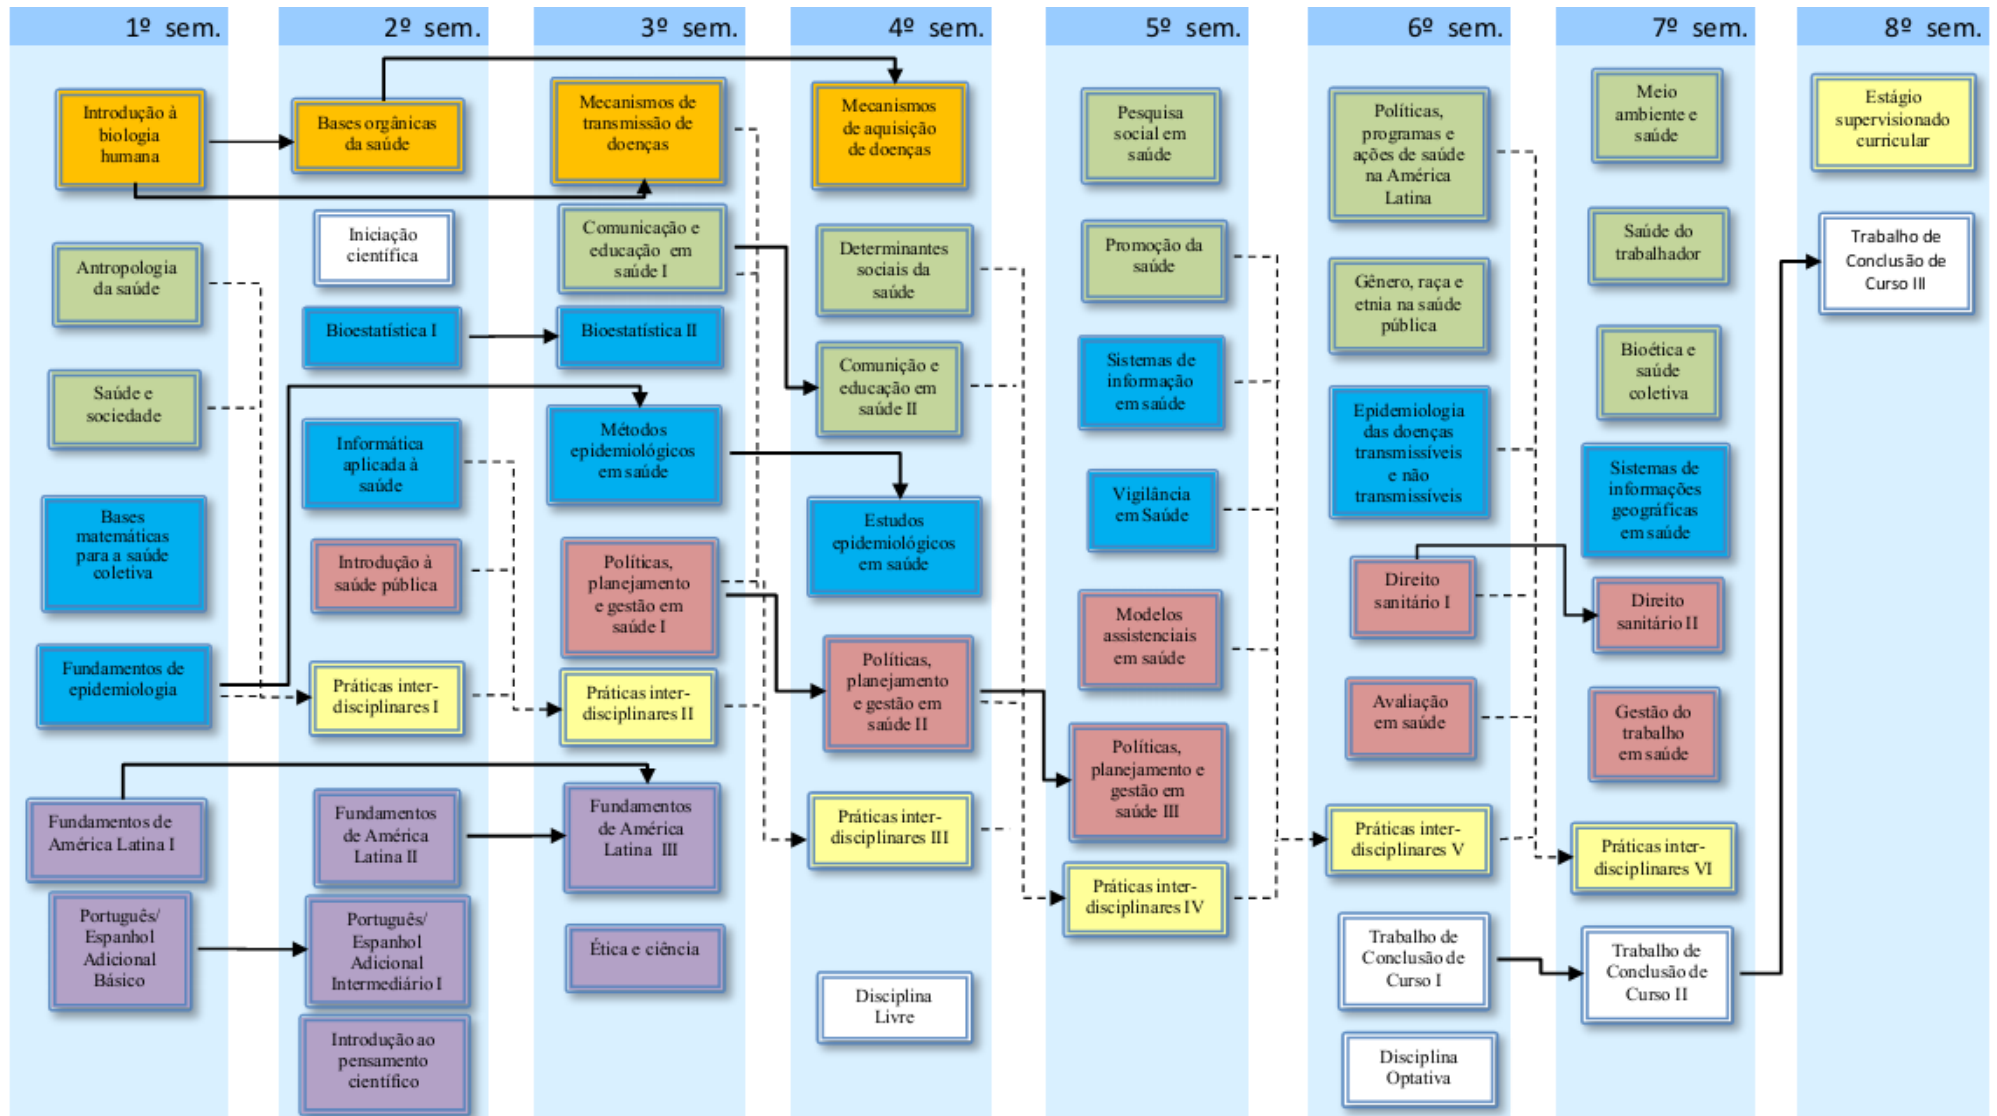 1º sem.
2º sem.
3º sem.
4º sem.
5º sem.
6º sem.
7º sem.
8º sem.
Introdução à
biologia
humana
Antropologia
da saúde
Saúde e
sociedade
Bases
matemáticas
para a saúde
coletiva
Fundamentos de
epidemiologia
Fundamentos de
América Latina I
Português/
Espanhol
Adicional
Básico
Bases orgânicas
da saúde
Iniciação
científica
Bioestatística I
Informática
aplicada à
saúde
Introdução à
saúde pública
Práticas inter-
disciplinares I
Fundamentos
de América
Latina II
Português/
Espanhol
Adicional
Intermediário I
Introdução ao
pensamento
científico
Mecanismos de
transmissão de
doenças
Comunicação e
educação em
saúde I
Bioestatística II
Métodos
epidemiológicos
em saúde
Políticas,
planejamento
e gestão em
saúde I
Práticas inter-
disciplinares II
Fundamentos
de América
Latina III
Ética e ciência
Mecanismos
de aquisição
de doenças
Determinantes
sociais da
saúde
Comunição e
educação em
saúde II
Estudos
epidemiológicos
em saúde
Políticas,
planejamento
e gestão em
saúde II
Práticas inter-
disciplinares III
Disciplina
Livre
Pesquisa
social em
saúde
Promoção da
saúde
Sistemas de
informação
em saúde
Vigilância
em Saúde
Modelos
assistenciais
em saúde
Políticas,
planejamento e
gestão em
saúde III
Práticas inter-
disciplinares IV
Políticas,
programas e
ações de saúde
na América
Latina
Gênero, raça e
etnia na saúde
pública
Epidemiologia
das doenças
transmissíveis
e não
transmissíveis
Direito
sanitário I
Avaliação
em saúde
Práticas inter-
disciplinares V
Trabalho de
Conclusão de
Curso I
Disciplina
Optativa
Meio
ambiente e
saúde
Saúde do
trabalhador
Bioética e
saúde
coletiva
Sistemas de
informações
geográficas
em saúde
Direito
sanitário II
Gestão do
trabalho
em saúde
Práticas inter-
disciplinares VI
Trabalho de
Conclusão de
Curso II
Estágio
supervisionado
curricular
Trabalho de
Conclusão de
Curso III